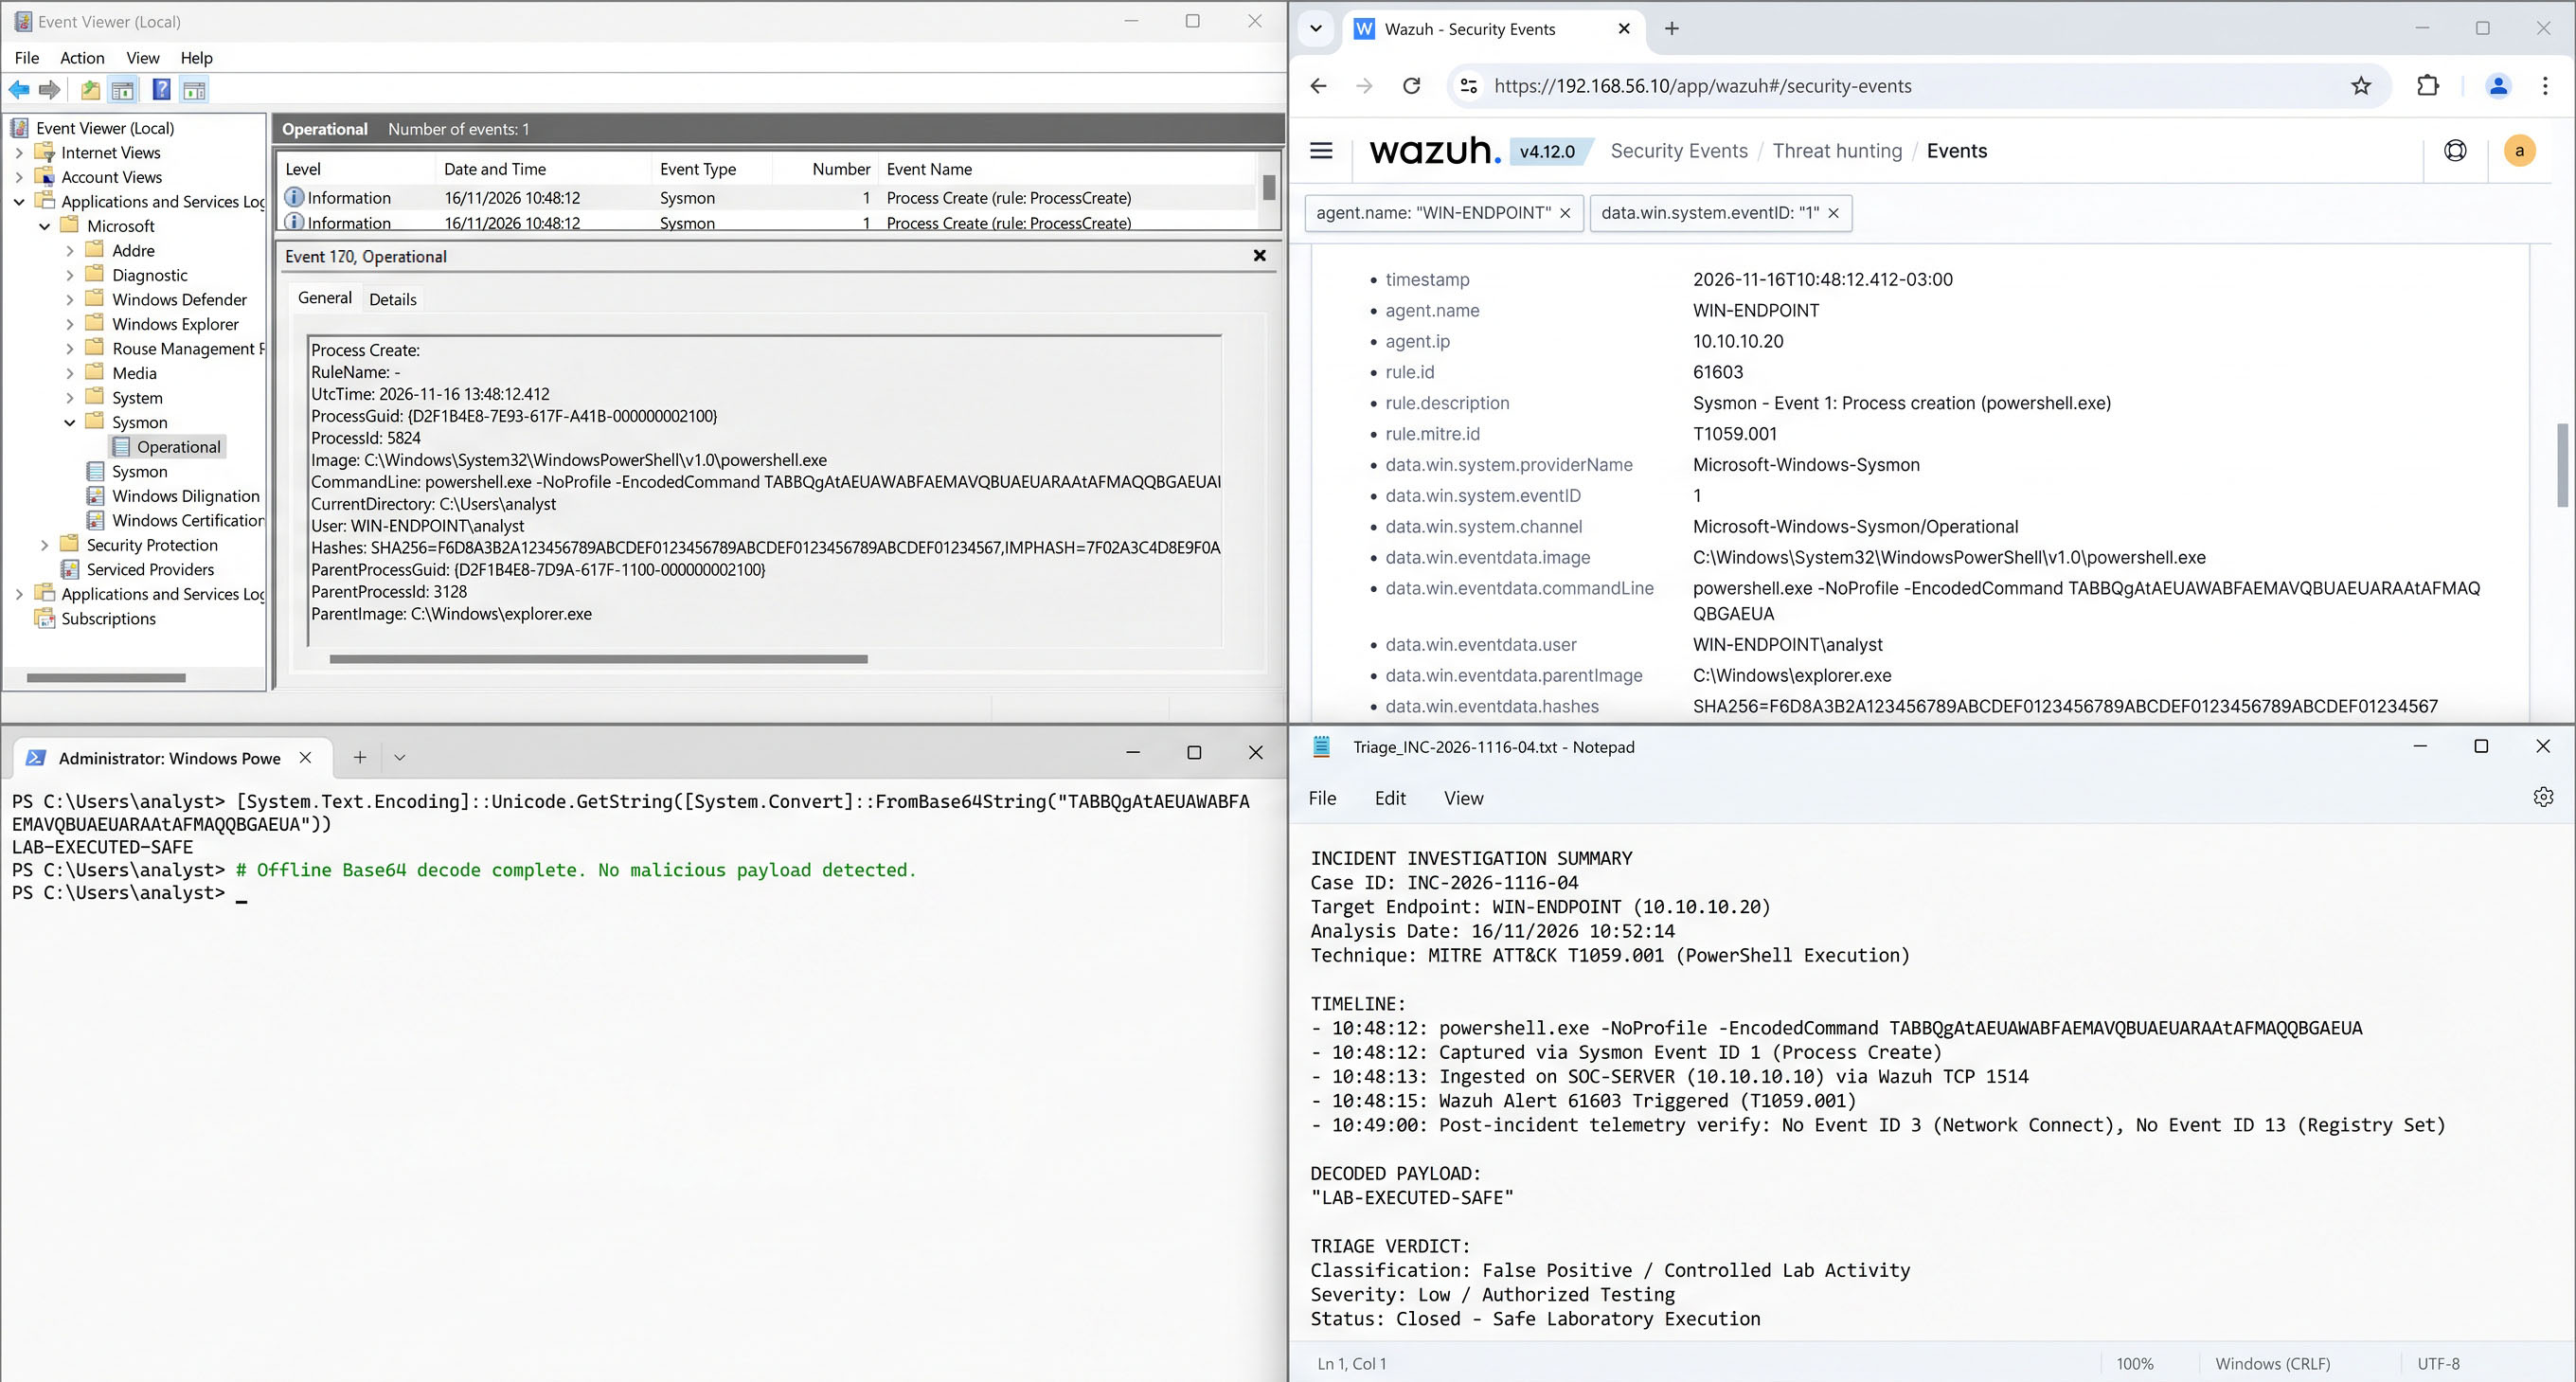 Event Viewer (Local)
File Action View Help
Event Viewer (Local)
Internet Views
Account Views
Applications and Services Log
Microsoft
Addre
Diagnostic
Windows Defender
Windows Explorer
Rouse Management F
Media
System
Sysmon
Operational
Sysmon
Windows Dilignation
Windows Certification
Security Protection
Serviced Providers
Applications and Services Log
Subscriptions
Operational Number of events: 1
Level Date and Time Event Type Number Event Name
Information 16/11/2026 10:48:12 Sysmon 1 Process Create (rule: ProcessCreate)
Information 16/11/2026 10:48:12 Sysmon 1 Process Create (rule: ProcessCreate)
Event 120, Operational
General Details
Process Create:
RuleName: -
UtcTime: 2026-11-16 13:48:12.412
ProcessGuid: {D2F1B4E8-7E93-617F-A41B-000000002100}
ProcessId: 5824
Image: C:\Windows\System32\WindowsPowerShell\v1.0\powershell.exe
CommandLine: powershell.exe -NoProfile -EncodedCommand TABBQgAtAEUAWABFAEMAVQBUAEUARAAtAFMAQQBGAEUAI
CurrentDirectory: C:\Users\analyst
User: WIN-ENDPOINT\analyst
Hashes: SHA256=F6D8A3B2A123456789ABCDEF0123456789ABCDEF0123456789ABCDEF01234567,IMPHASH=7F02A3C4D8E9F0A
ParentProcessGuid: {D2F1B4E8-7D9A-617F-1100-000000002100}
ParentProcessId: 3128
ParentImage: C:\Windows\explorer.exe
W Wazuh - Security Events
https://192.168.56.10/app/wazuh#/security-events
wazuh. v4.12.0 Security Events / Threat hunting / Events
a
agent.name: "WIN-ENDPOINT" × data.win.system.eventID: "1" ×
• timestamp 2026-11-16T10:48:12.412-03:00
• agent.name WIN-ENDPOINT
• agent.ip 10.10.10.20
• rule.id 61603
• rule.description Sysmon - Event 1: Process creation (powershell.exe)
• rule.mitre.id T1059.001
• data.win.system.providerName Microsoft-Windows-Sysmon
• data.win.system.eventID 1
• data.win.system.channel Microsoft-Windows-Sysmon/Operational
• data.win.eventdata.image C:\Windows\System32\WindowsPowerShell\v1.0\powershell.exe
• data.win.eventdata.commandLine powershell.exe -NoProfile -EncodedCommand TABBQgAtAEUAWABFAEMAVQBUAEUARAAtAFMAQ
QBGAEUA
• data.win.eventdata.user WIN-ENDPOINT\analyst
• data.win.eventdata.parentImage C:\Windows\explorer.exe
• data.win.eventdata.hashes SHA256=F6D8A3B2A123456789ABCDEF0123456789ABCDEF0123456789ABCDEF01234567
Administrator: Windows Powe
PS C:\Users\analyst> [System.Text.Encoding]::Unicode.GetString([System.Convert]::FromBase64String("TABBQgAtAEUAWABFA
EMAVQBUAEUARAAtAFMAQQBGAEUA"))
LAB-EXECUTED-SAFE
PS C:\Users\analyst> # Offline Base64 decode complete. No malicious payload detected.
PS C:\Users\analyst> _
Triage_INC-2026-1116-04.txt - Notepad
File Edit View
INCIDENT INVESTIGATION SUMMARY
Case ID: INC-2026-1116-04
Target Endpoint: WIN-ENDPOINT (10.10.10.20)
Analysis Date: 16/11/2026 10:52:14
Technique: MITRE ATT&CK T1059.001 (PowerShell Execution)
TIMELINE:
- 10:48:12: powershell.exe -NoProfile -EncodedCommand TABBQgAtAEUAWABFAEMAVQBUAEUARAAtAFMAQQBGAEUA
- 10:48:12: Captured via Sysmon Event ID 1 (Process Create)
- 10:48:13: Ingested on SOC-SERVER (10.10.10.10) via Wazuh TCP 1514
- 10:48:15: Wazuh Alert 61603 Triggered (T1059.001)
- 10:49:00: Post-incident telemetry verify: No Event ID 3 (Network Connect), No Event ID 13 (Registry Set)
DECODED PAYLOAD:
"LAB-EXECUTED-SAFE"
TRIAGE VERDICT:
Classification: False Positive / Controlled Lab Activity
Severity: Low / Authorized Testing
Status: Closed - Safe Laboratory Execution
Ln 1, Col 1 100% Windows (CRLF) UTF-8